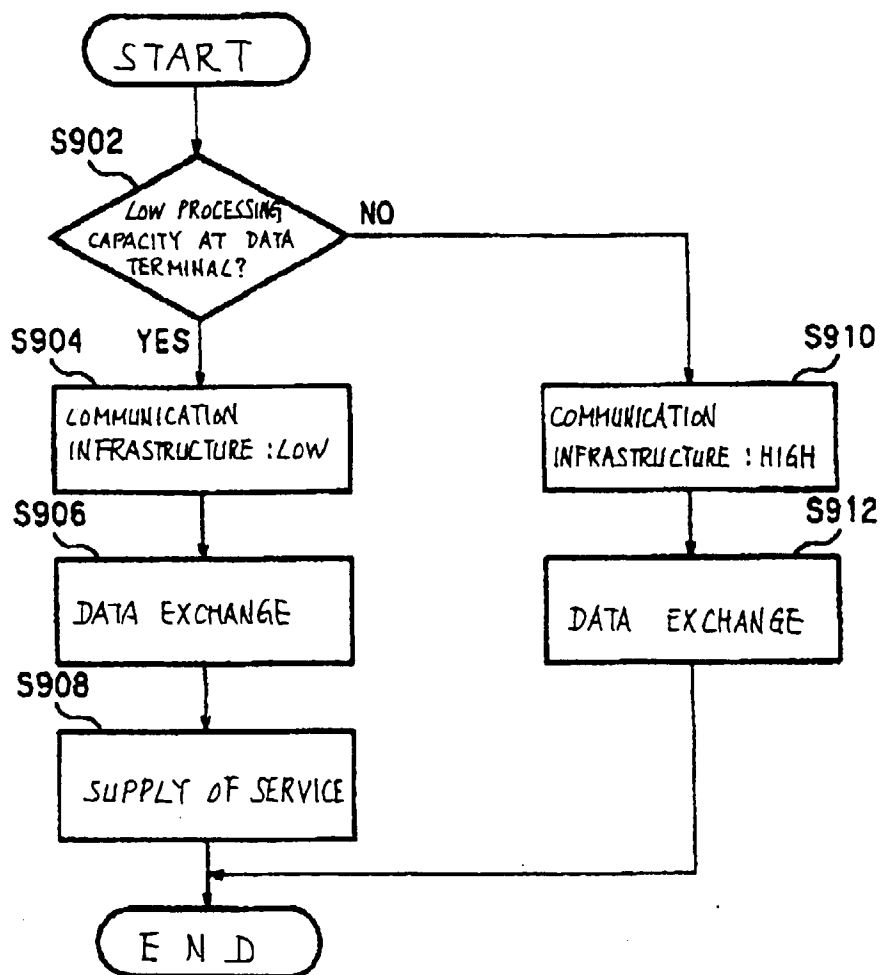 START
S902
LOW PROCESSING
CAPACITY AT DATA
TERMINAL?
NO
YES
S904
COMMUNICATION
INFRASTRUCTURE : LOW
S910
COMMUNICATION
INFRASTRUCTURE : HIGH
S906
DATA EXCHANGE
S912
DATA EXCHANGE
S908
SUPPLY OF SERVICE
END